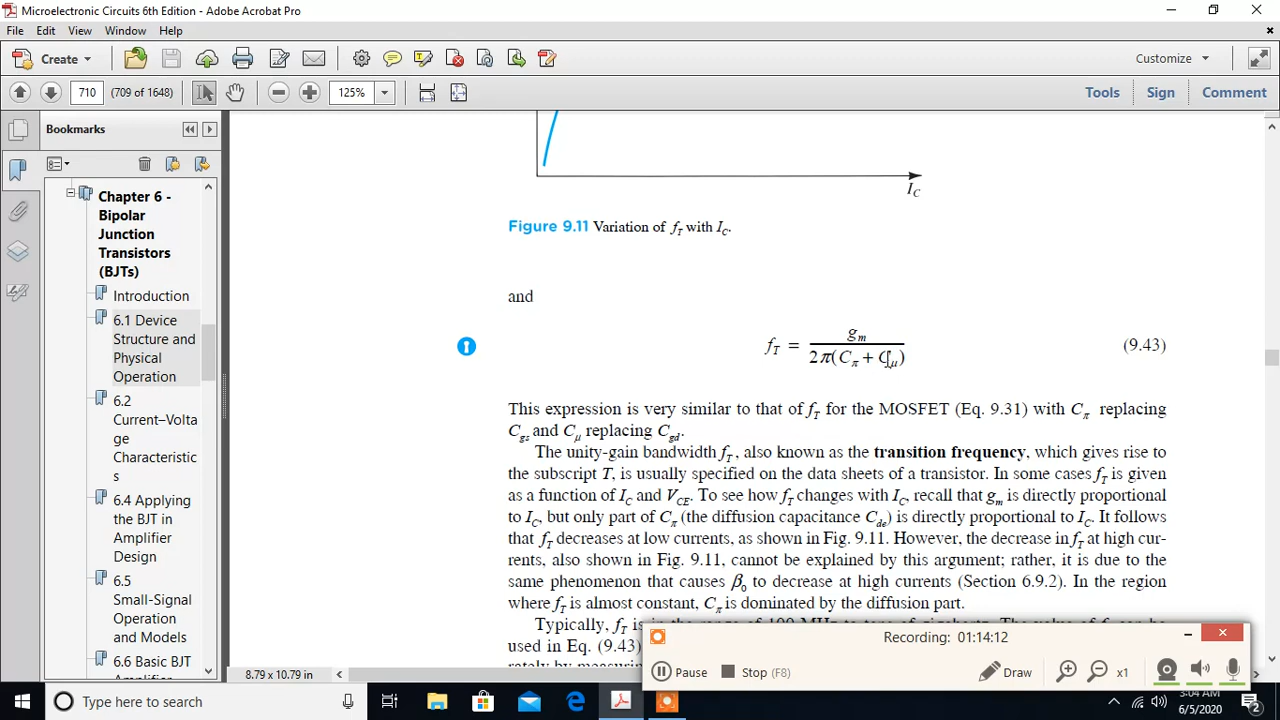 Microelectronic Circuits 6th Edition - Adobe Acrobat Pro
File Edit View Window Help
Create
Customize
710 (709 of 1648) 125%
Tools Sign Comment
Bookmarks
Chapter 6 -
Bipolar
Junction
Transistors
(BJTs)
Introduction
6.1 Device
Structure and
Physical
Operation
6.2
Current–Volta
ge
Characteristic
s
6.4 Applying
the BJT in
Amplifier
Design
6.5
Small-Signal
Operation
and Models
6.6 Basic BJT
I_C
Figure 9.11 Variation of f_T with I_C.
and
f_T = g_m / 2π(C_π + C_μ) (9.43)
This expression is very similar to that of f_T for the MOSFET (Eq. 9.31) with C_π replacing
C_gs and C_μ replacing C_gd.
The unity-gain bandwidth f_T, also known as the transition frequency, which gives rise to
the subscript T, is usually specified on the data sheets of a transistor. In some cases f_T is given
as a function of I_C and V_CE. To see how f_T changes with I_C, recall that g_m is directly proportional
to I_C, but only part of C_π (the diffusion capacitance C_de) is directly proportional to I_C. It follows
that f_T decreases at low currents, as shown in Fig. 9.11. However, the decrease in f_T at high cur-
rents, also shown in Fig. 9.11, cannot be explained by this argument; rather, it is due to the
same phenomenon that causes β_0 to decrease at high currents (Section 6.9.2). In the region
where f_T is almost constant, C_π is dominated by the diffusion part.
Typically, f_T is
used in Eq. (9.43)
8.79 x 10.79 in
Recording: 01:14:12
Pause Stop (F8) Draw x1
Type here to search
3:04 AM
6/5/2020
2